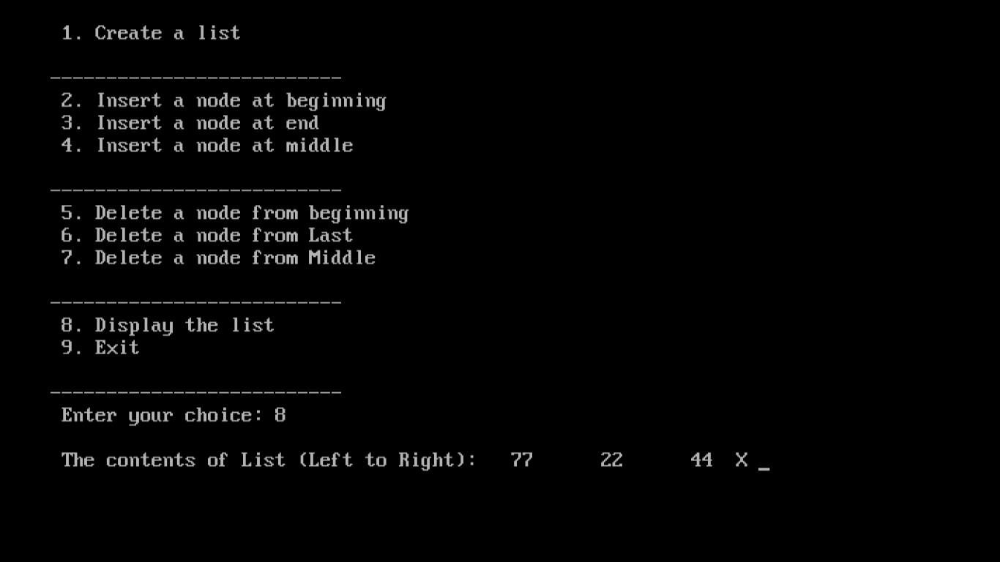 1. Create a list
--------------------------
2. Insert a node at beginning
3. Insert a node at end
4. Insert a node at middle
--------------------------
5. Delete a node from beginning
6. Delete a node from Last
7. Delete a node from Middle
--------------------------
8. Display the list
9. Exit
--------------------------
Enter your choice: 8
The contents of List (Left to Right): 77 22 44 X _